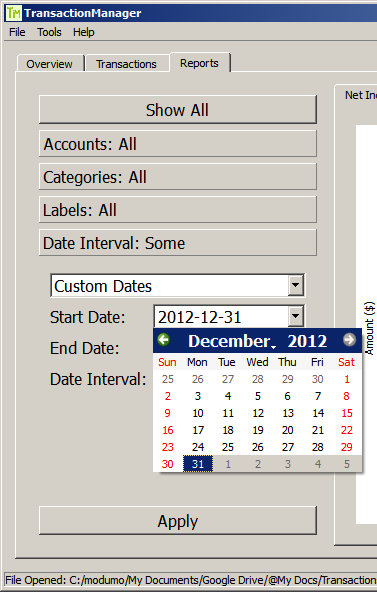 TM TransactionManager
File Tools Help
Overview Transactions Reports
Net In
Show All
Accounts: All
Categories: All
Labels: All
Date Interval: Some
Custom Dates
Start Date: 2012-12-31
End Date:
Date Interval:
Amount ($)
December, 2012
Sun Mon Tue Wed Thu Fri Sat
25 26 27 28 29 30 1
2 3 4 5 6 7 8
9 10 11 12 13 14 15
16 17 18 19 20 21 22
23 24 25 26 27 28 29
30 31 1 2 3 4 5
Apply
File Opened: C:/modumo/My Documents/Google Drive/@My Docs/Transaction